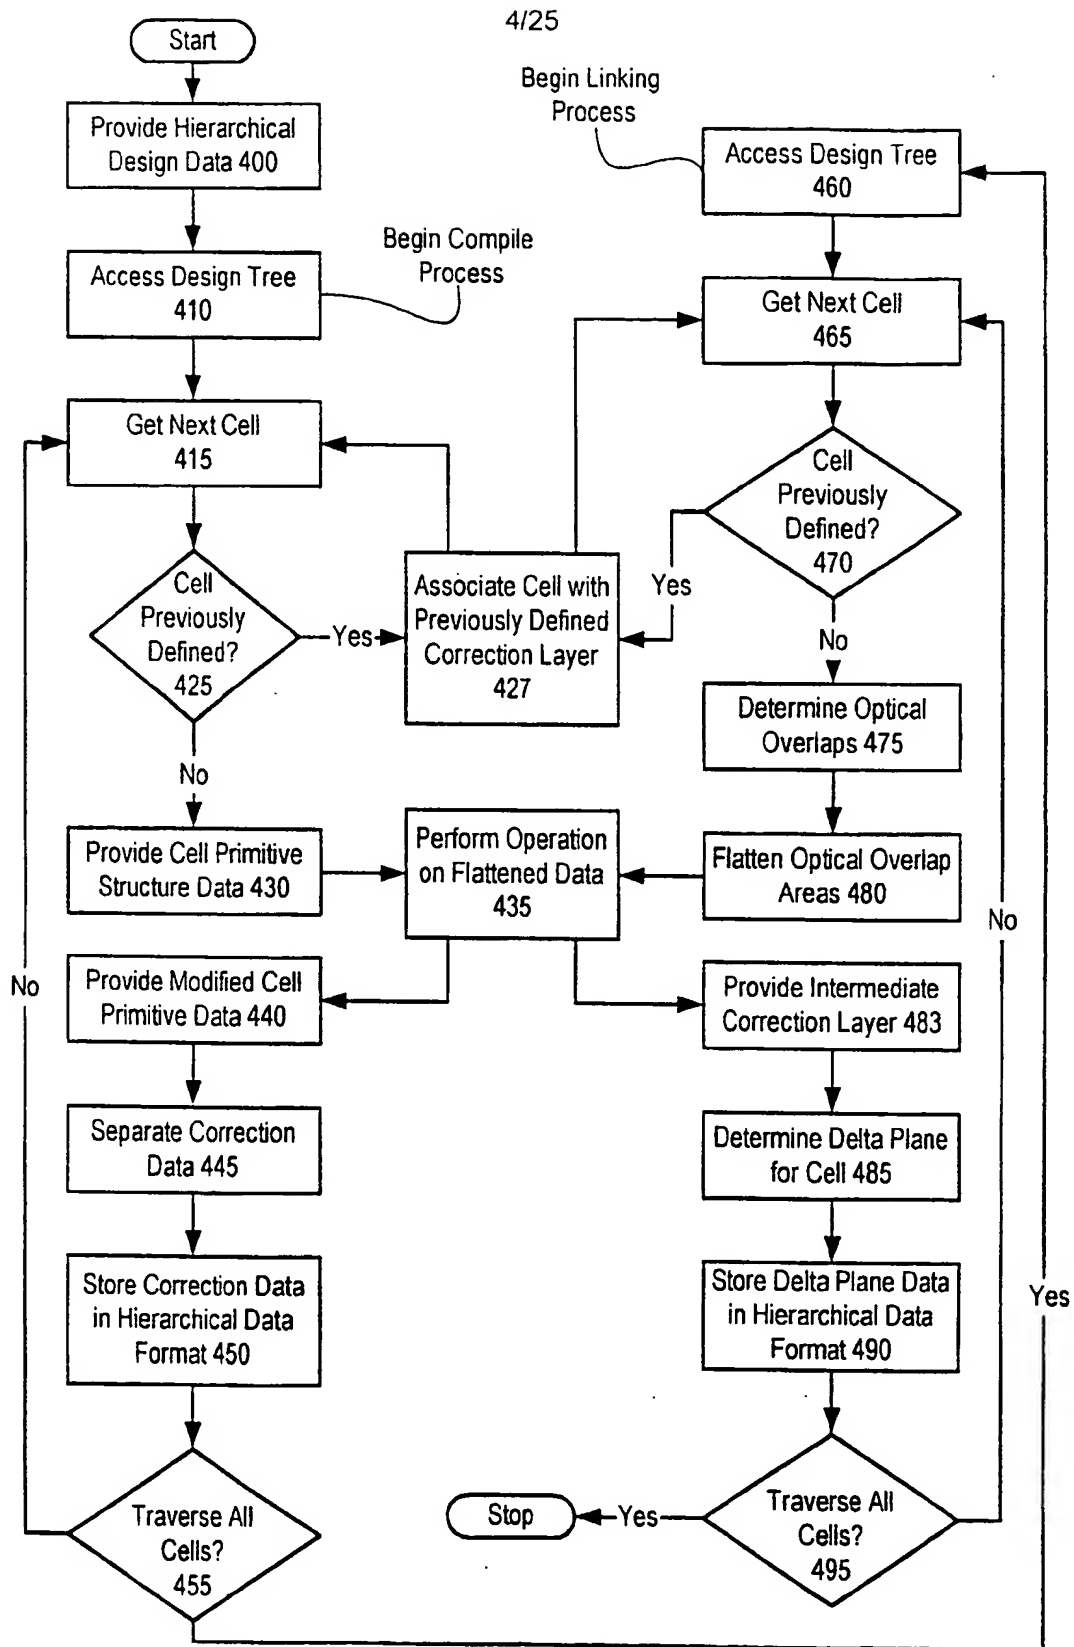 4/25
Start
Provide Hierarchical
Design Data 400
Begin Compile
Process
Access Design Tree
410
Get Next Cell
415
Cell
Previously
Defined?
425
Yes
No
Associate Cell with
Previously Defined
Correction Layer
427
Provide Cell Primitive
Structure Data 430
Perform Operation
on Flattened Data
435
Provide Modified Cell
Primitive Data 440
Separate Correction
Data 445
Store Correction Data
in Hierarchical Data
Format 450
Traverse All
Cells?
455
No
Yes
Begin Linking
Process
Access Design Tree
460
Get Next Cell
465
Cell
Previously
Defined?
470
Yes
No
Determine Optical
Overlaps 475
Flatten Optical Overlap
Areas 480
Provide Intermediate
Correction Layer 483
Determine Delta Plane
for Cell 485
Store Delta Plane Data
in Hierarchical Data
Format 490
Traverse All
Cells?
495
No
Yes
Stop